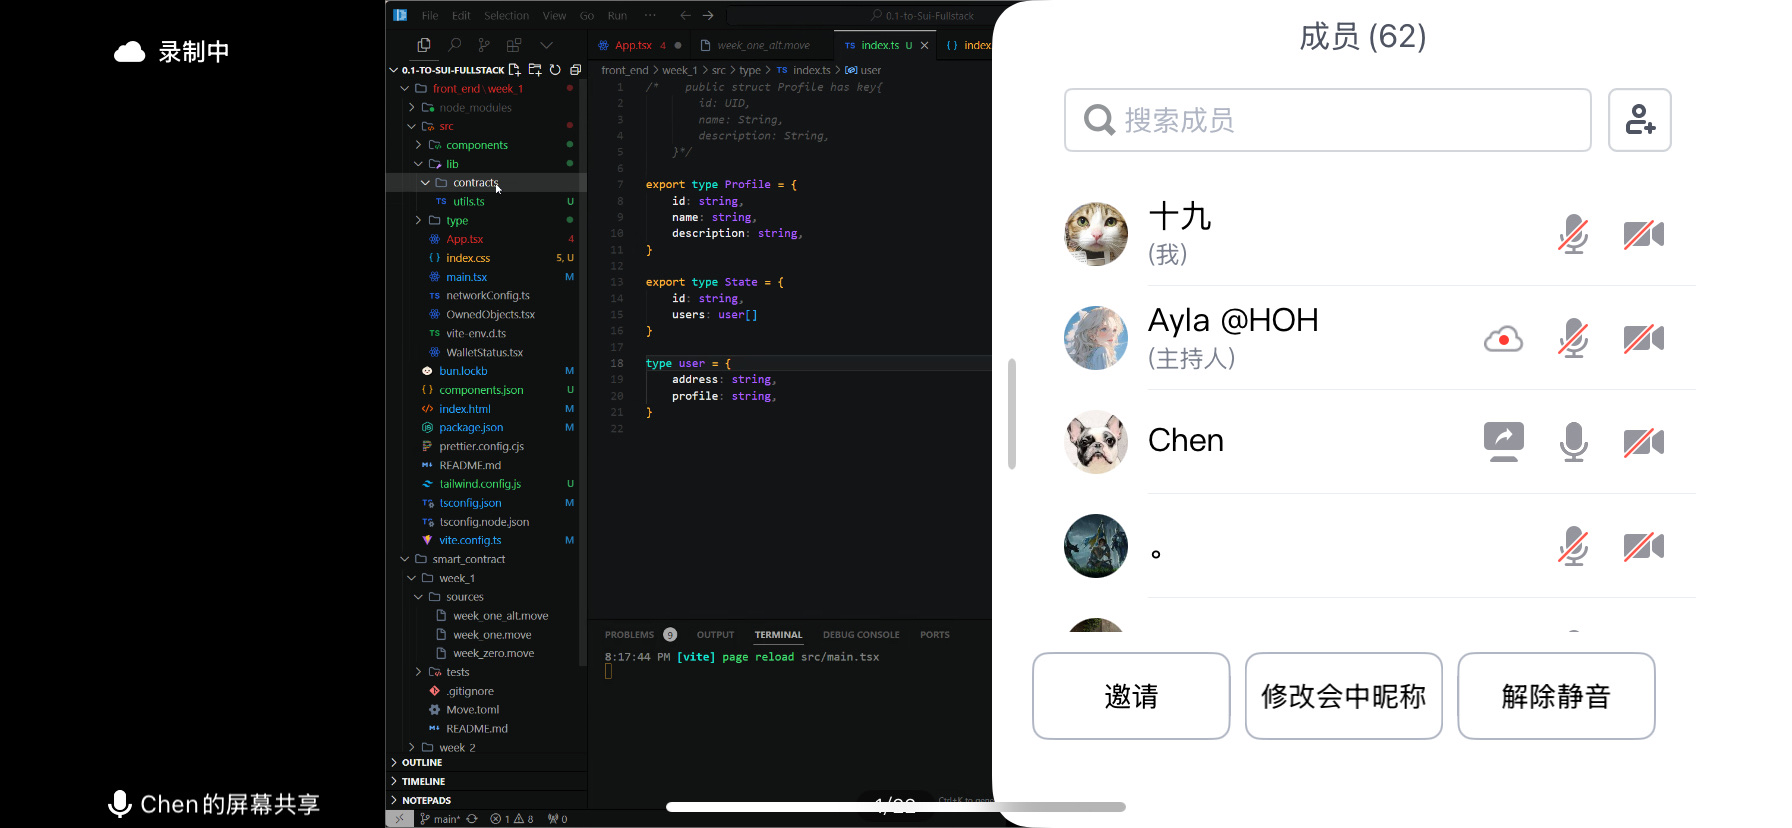 录制中
File Edit Selection View Go Run ··· 0.1-to-Sui-Fullstack
0.1-TO-SUI-FULLSTACK
front_end \ week_1
node_modules
src
components
lib
contracts
utils.ts U
type
App.tsx 4
index.css 5, U
main.tsx M
networkConfig.ts
OwnedObjects.tsx
vite-env.d.ts
WalletStatus.tsx
bun.lockb M
components.json U
index.html M
package.json M
prettier.config.cjs
README.md
tailwind.config.js U
tsconfig.json M
tsconfig.node.json
vite.config.ts M
smart_contract
week_1
sources
week_one_alt.move
week_one.move
week_zero.move
tests
.gitignore
Move.toml
README.md
week_2
OUTLINE
TIMELINE
NOTEPADS
main* 1 8 0
App.tsx 4 week_one_alt.move TS index.ts U index
front_end > week_1 > src > type > TS index.ts > user
1 /* public struct Profile has key{
2 id: UID,
3 name: String,
4 description: String,
5 }*/
6
7 export type Profile = {
8 id: string,
9 name: string,
10 description: string,
11 }
12
13 export type State = {
14 id: string,
15 users: user[]
16 }
17
18 type user = {
19 address: string,
20 profile: string,
21 }
22
PROBLEMS 9 OUTPUT TERMINAL DEBUG CONSOLE PORTS
8:17:44 PM [vite] page reload src/main.tsx
Chen的屏幕共享
成员 (62)
搜索成员
十九
(我)
Ayla @HOH
(主持人)
Chen
。
邀请
修改会中昵称
解除静音